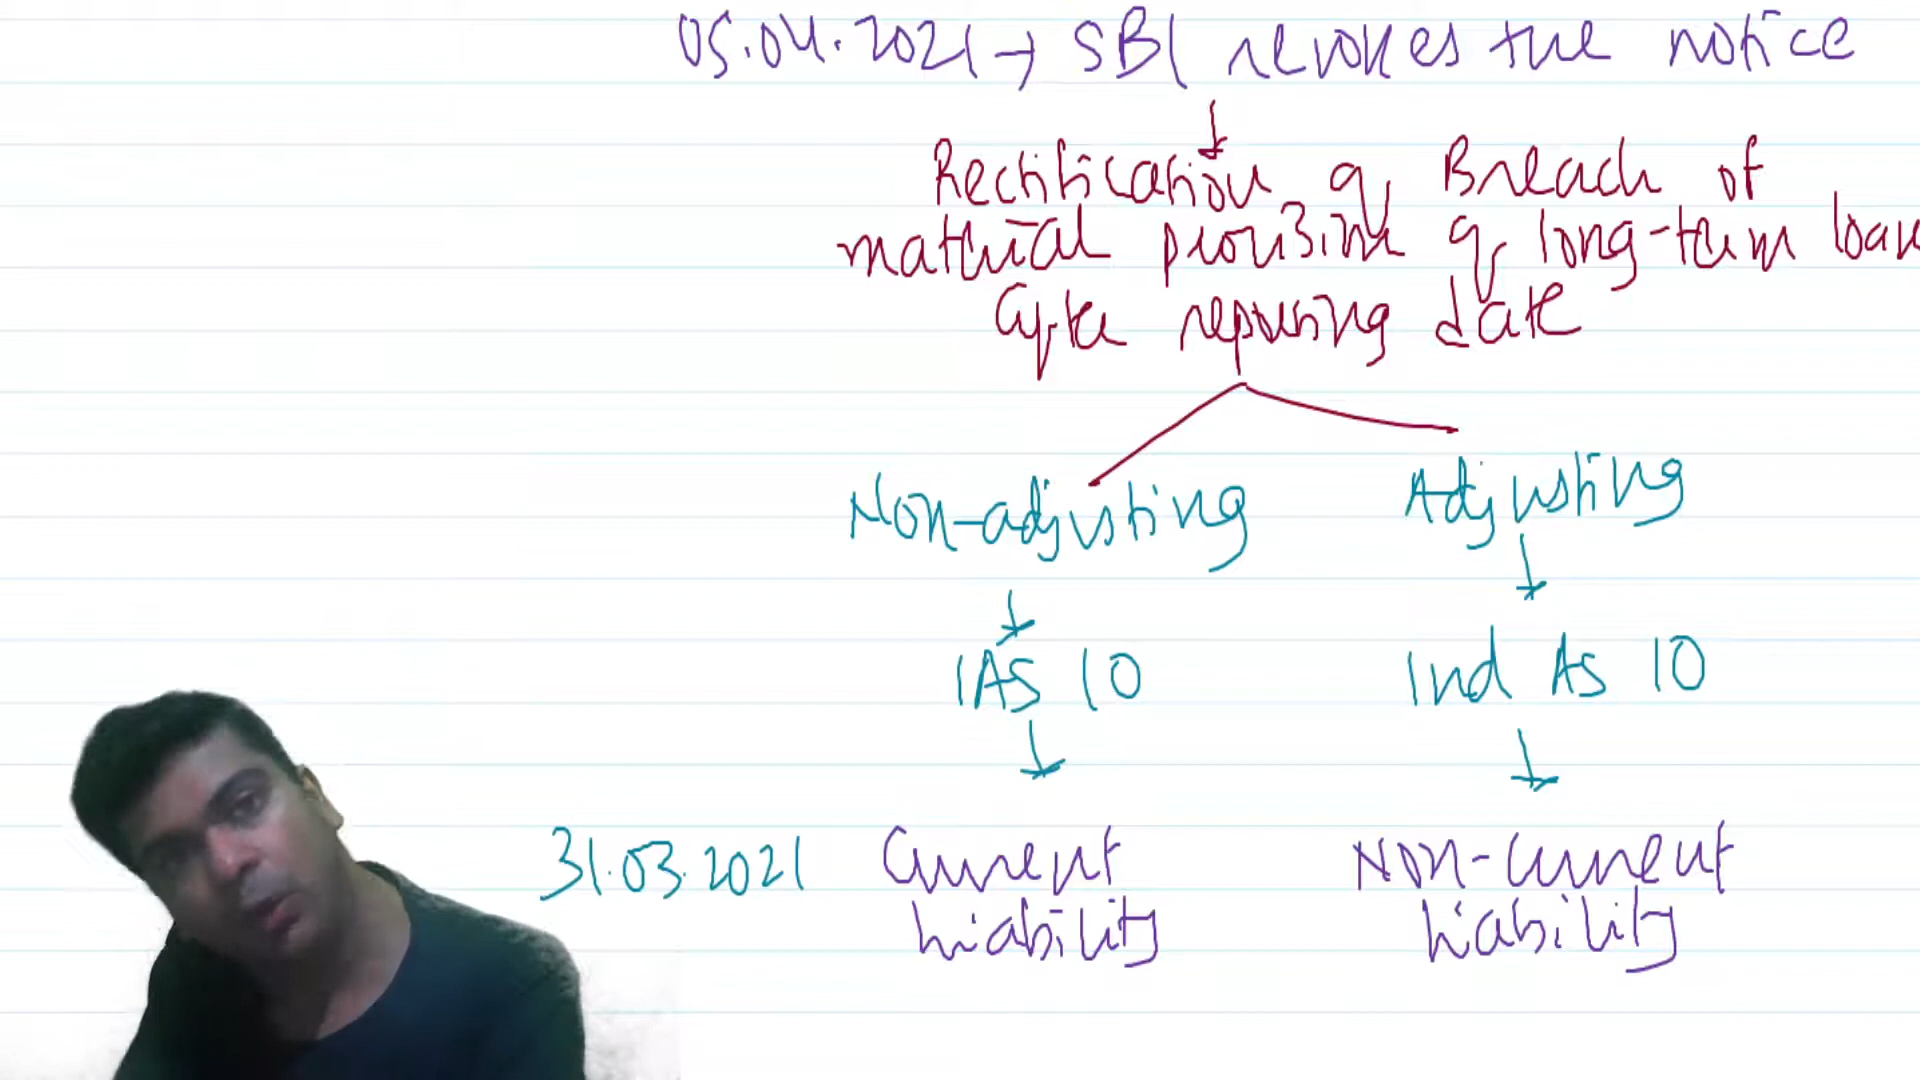 05.04.2021 → SBI revokes the notice
↓
Rectification of Breach of
material provision of long-term loan
after reporting date
Non-adjusting Adjusting
↓ ↓
IAS 10 Ind AS 10
↓ ↓
31.03.2021 Current Non-current
Liability Liability